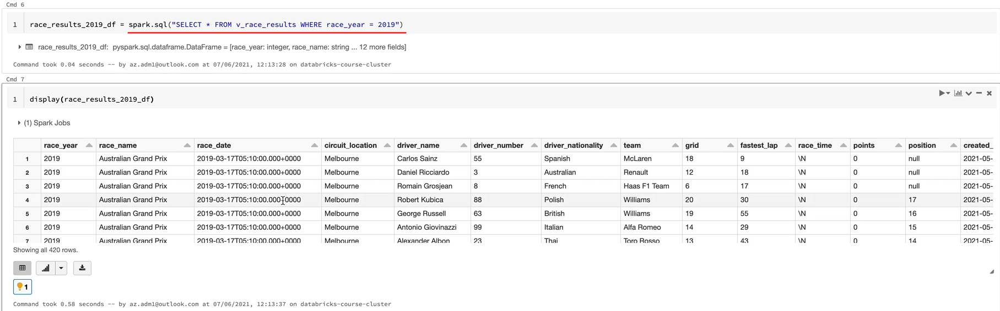 Cmd 6
1 race_results_2019_df = spark.sql("SELECT * FROM v_race_results WHERE race_year = 2019")
race_results_2019_df: pyspark.sql.dataframe.DataFrame = [race_year: integer, race_name: string ... 12 more fields]
Command took 0.04 seconds -- by az.adm1@outlook.com at 07/06/2021, 12:13:28 on databricks-course-cluster
Cmd 7
1 display(race_results_2019_df)
(1) Spark Jobs
race_year race_name race_date circuit_location driver_name driver_number driver_nationality team grid fastest_lap race_time points position created_
1 2019 Australian Grand Prix 2019-03-17T05:10:00.000+0000 Melbourne Carlos Sainz 55 Spanish McLaren 18 9 \N 0 null 2021-05-
2 2019 Australian Grand Prix 2019-03-17T05:10:00.000+0000 Melbourne Daniel Ricciardo 3 Australian Renault 12 18 \N 0 null 2021-05-
3 2019 Australian Grand Prix 2019-03-17T05:10:00.000+0000 Melbourne Romain Grosjean 8 French Haas F1 Team 6 17 \N 0 null 2021-05-
4 2019 Australian Grand Prix 2019-03-17T05:10:00.000+0000 Melbourne Robert Kubica 88 Polish Williams 20 30 \N 0 17 2021-05-
5 2019 Australian Grand Prix 2019-03-17T05:10:00.000+0000 Melbourne George Russell 63 British Williams 19 55 \N 0 16 2021-05-
6 2019 Australian Grand Prix 2019-03-17T05:10:00.000+0000 Melbourne Antonio Giovinazzi 99 Italian Alfa Romeo 14 29 \N 0 15 2021-05-
7 2019 Australian Grand Prix 2019-03-17T05:10:00.000+0000 Melbourne Alexander Albon 23 Thai Toro Rosso 13 43 \N 0 14 2021-05-
Showing all 420 rows.
1
Command took 0.58 seconds -- by az.adm1@outlook.com at 07/06/2021, 12:13:37 on databricks-course-cluster